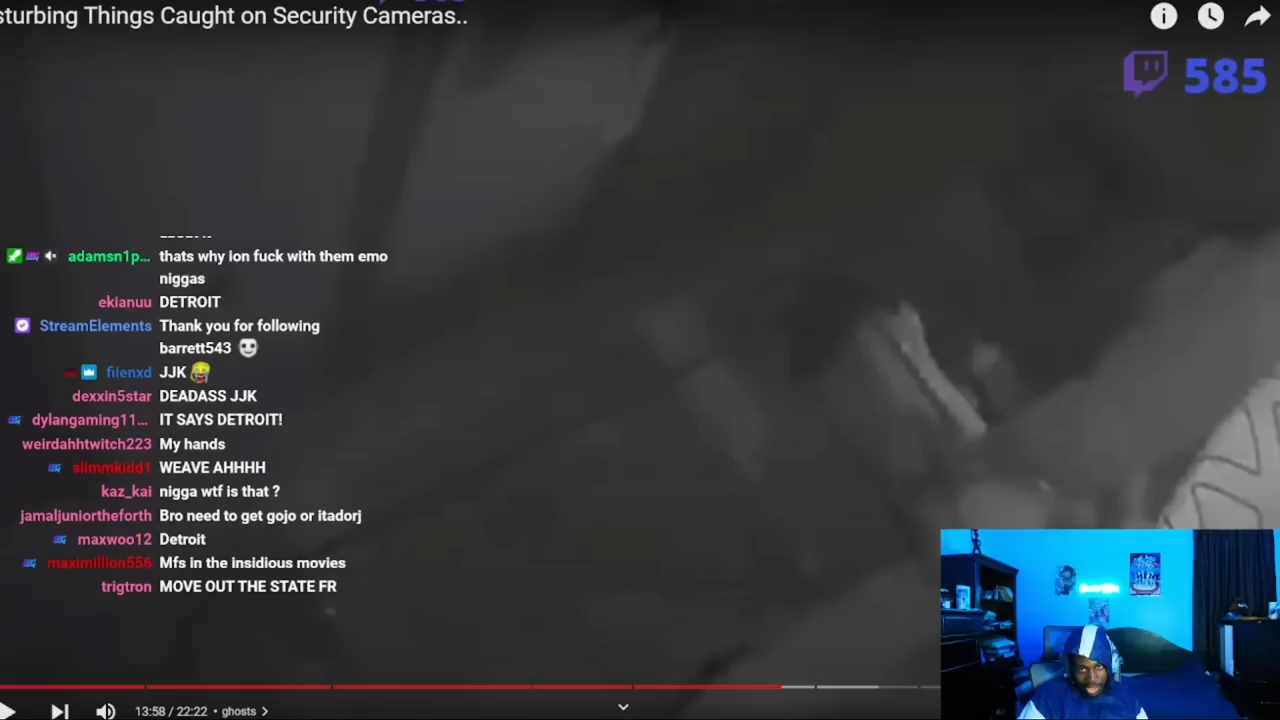 sturbing Things Caught on Security Cameras..
585
adamsn1p... thats why ion fuck with them emo
niggas
ekianuu DETROIT
StreamElements Thank you for following
barrett543
filenxd JJK
dexxin5star DEADASS JJK
dylangaming11... IT SAYS DETROIT!
weirdahhtwitch223 My hands
slimmkidd1 WEAVE AHHHH
kaz_kai nigga wtf is that ?
jamaljuniortheforth Bro need to get gojo or itadorj
maxwoo12 Detroit
maximillion556 Mfs in the insidious movies
trigtron MOVE OUT THE STATE FR
13:58 / 22:22 • ghosts